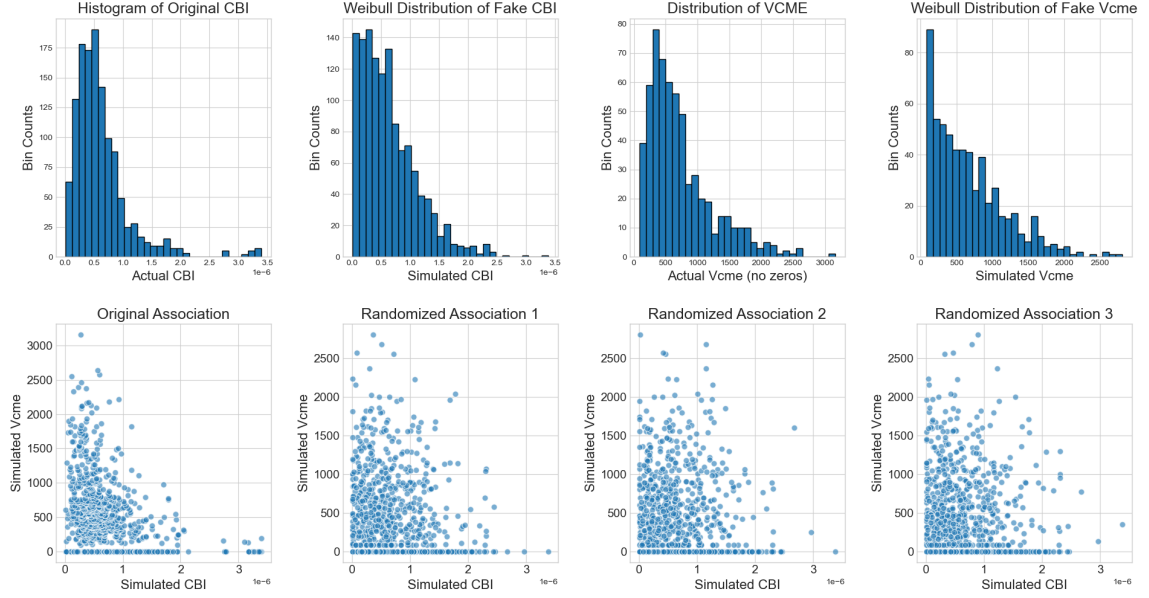 Histogram of Original CBI
Weibull Distribution of Fake CBI
Distribution of VCME
Weibull Distribution of Fake Vcme
Bin Counts
175
150
125
100
75
50
25
0
0.0 0.5 1.0 1.5 2.0 2.5 3.0 3.5
1e−6
Actual CBI
Bin Counts
140
120
100
80
60
40
20
0
0.0 0.5 1.0 1.5 2.0 2.5 3.0 3.5
1e−6
Simulated CBI
Bin Counts
80
70
60
50
40
30
20
10
0
0 500 1000 1500 2000 2500 3000
Actual Vcme (no zeros)
Bin Counts
80
60
40
20
0
0 500 1000 1500 2000 2500
Simulated Vcme
Original Association
Randomized Association 1
Randomized Association 2
Randomized Association 3
Simulated Vcme
3000
2500
2000
1500
1000
500
0
0 1 2 3
1e−6
Simulated CBI
Simulated Vcme
2500
2000
1500
1000
500
0
0 1 2 3
1e−6
Simulated CBI
Simulated Vcme
2500
2000
1500
1000
500
0
0 1 2 3
1e−6
Simulated CBI
Simulated Vcme
2500
2000
1500
1000
500
0
0 1 2 3
1e−6
Simulated CBI